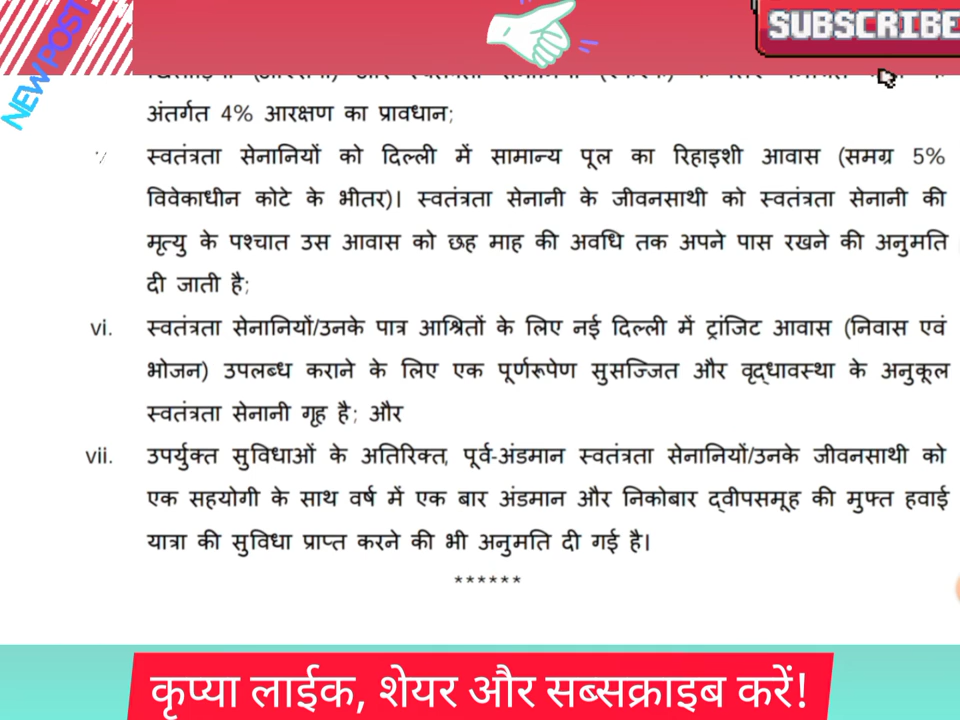 NEW POST
SUBSCRIBE
अंतर्गत 4% आरक्षण का प्रावधान;
स्वतंत्रता सेनानियों को दिल्ली में सामान्य पूल का रिहाइशी आवास (समग्र 5%
विवेकाधीन कोटे के भीतर)। स्वतंत्रता सेनानी के जीवनसाथी को स्वतंत्रता सेनानी की
मृत्यु के पश्चात उस आवास को छह माह की अवधि तक अपने पास रखने की अनुमति
दी जाती है;
vi. स्वतंत्रता सेनानियों/उनके पात्र आश्रितों के लिए नई दिल्ली में ट्रांजिट आवास (निवास एवं
भोजन) उपलब्ध कराने के लिए एक पूर्णरूपेण सुसज्जित और वृद्धावस्था के अनुकूल
स्वतंत्रता सेनानी गृह है; और
vii. उपर्युक्त सुविधाओं के अतिरिक्त, पूर्व-अंडमान स्वतंत्रता सेनानियों/उनके जीवनसाथी को
एक सहयोगी के साथ वर्ष में एक बार अंडमान और निकोबार द्वीपसमूह की मुफ्त हवाई
यात्रा की सुविधा प्राप्त करने की भी अनुमति दी गई है।
******
कृप्या लाईक, शेयर और सब्सक्राइब करें!